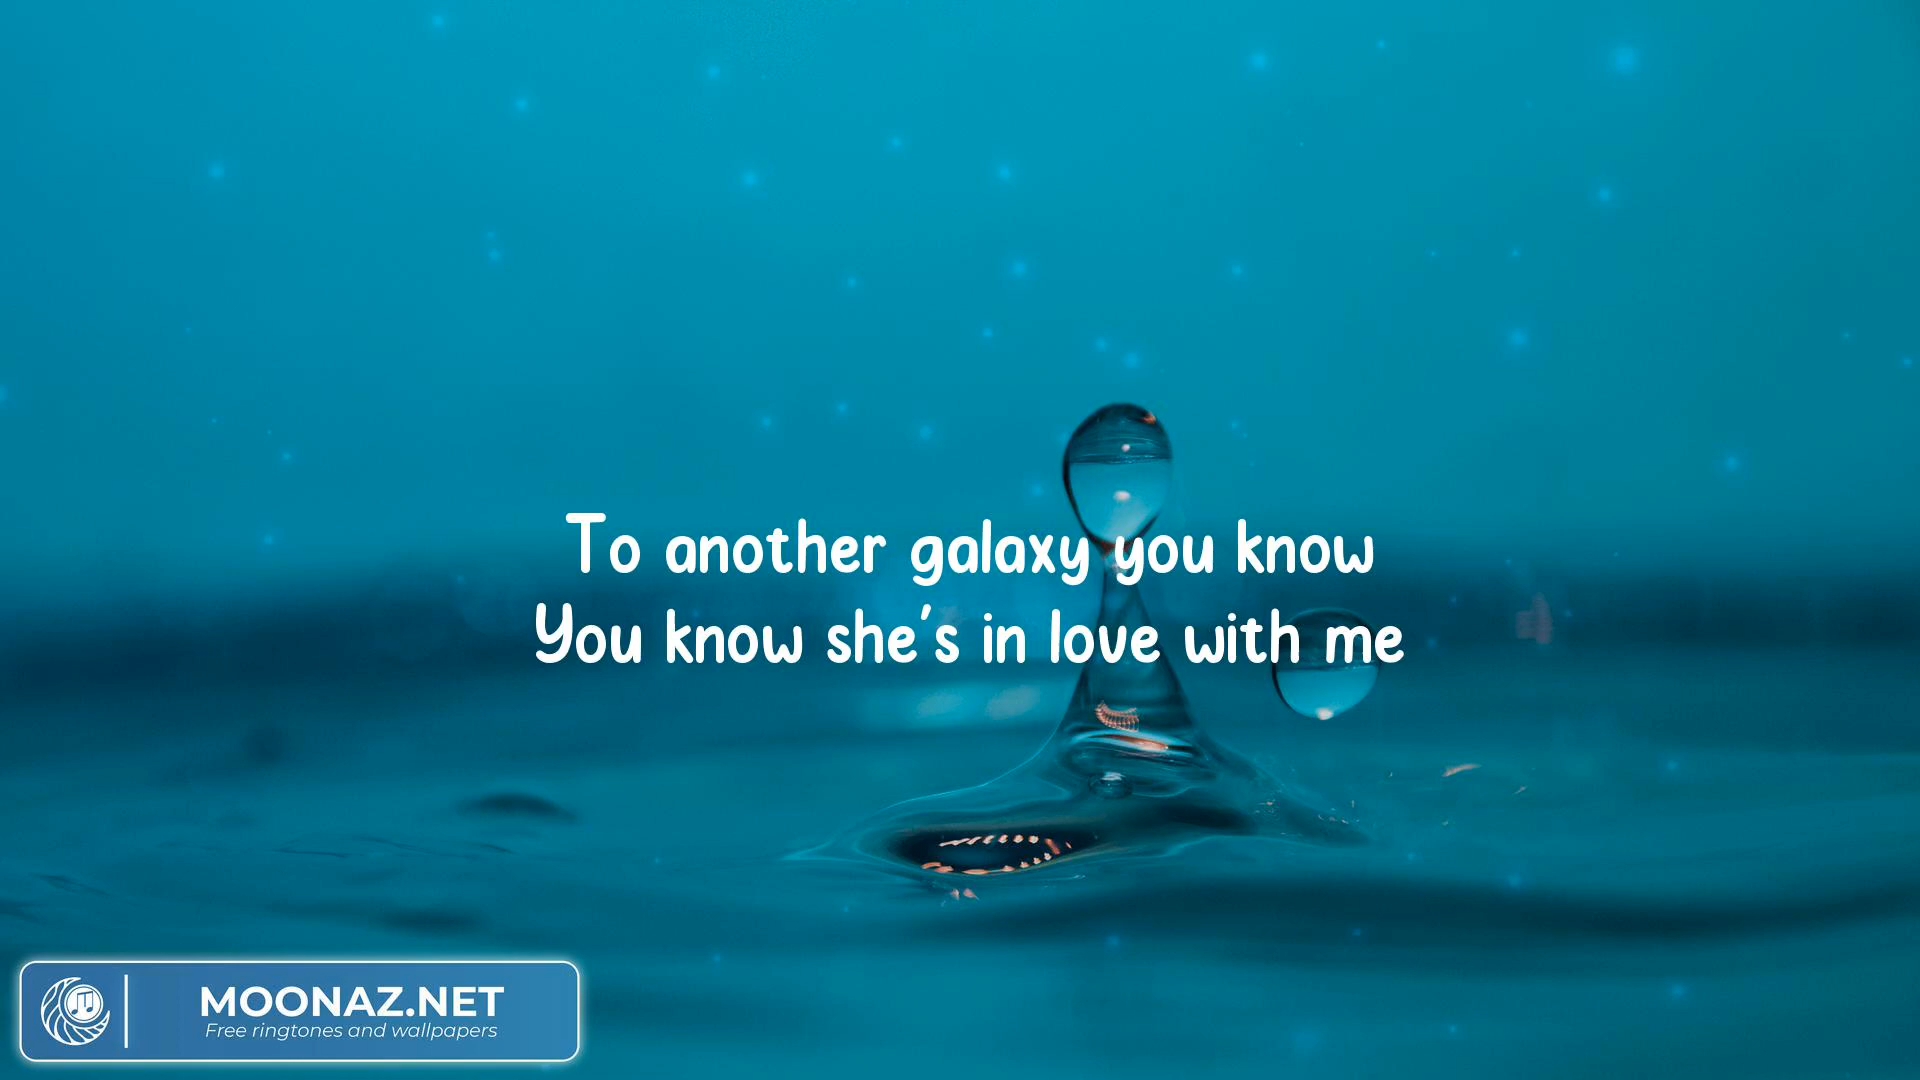 To another galaxy you know
You know she's in love with me
MOONAZ.NET
Free ringtones and wallpapers